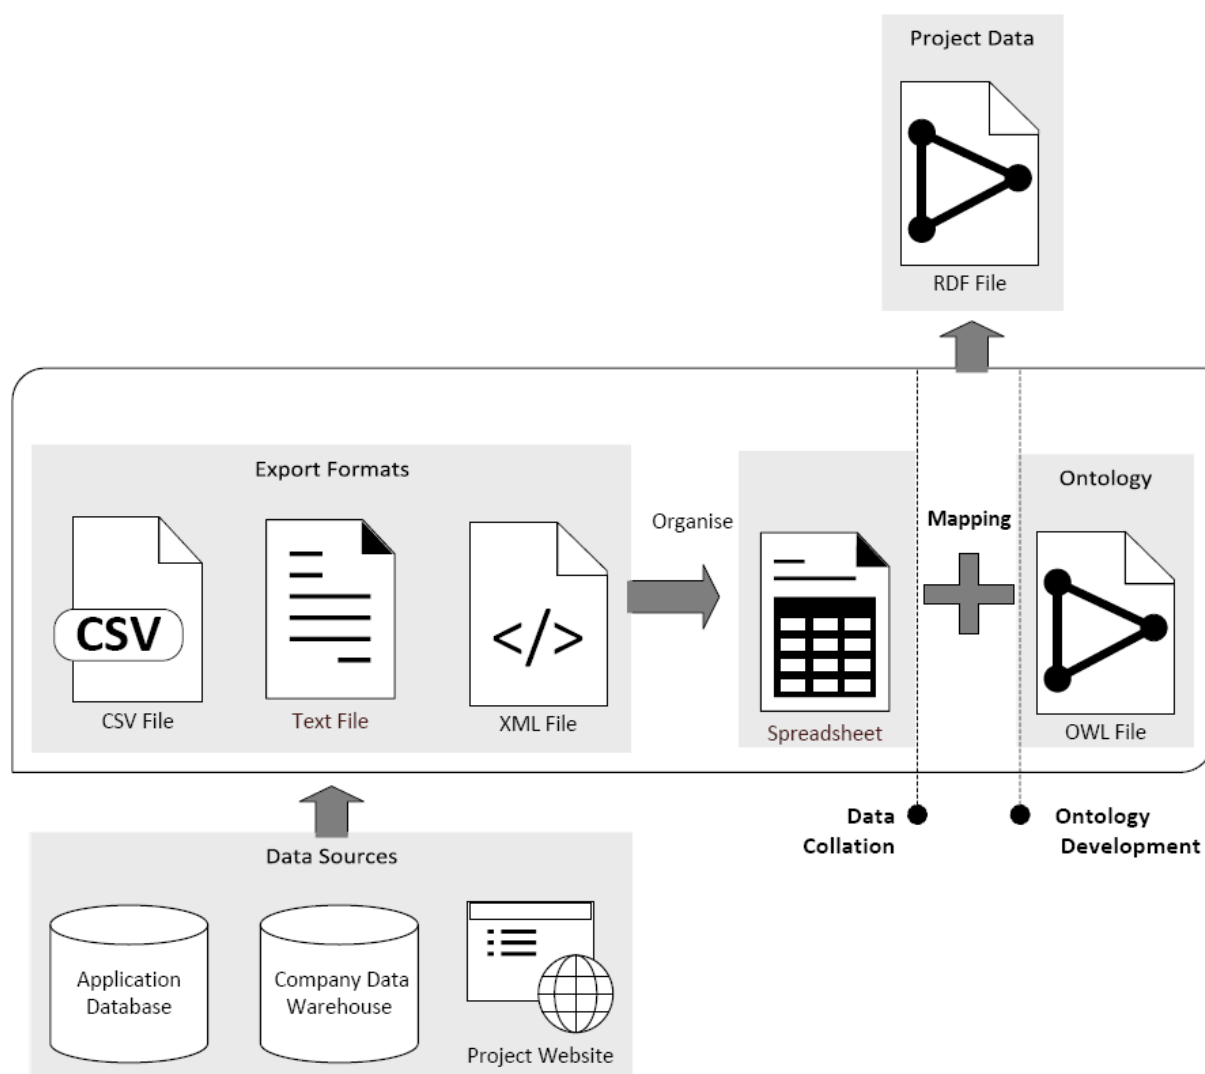 Project Data
RDF File
Export Formats
CSV
CSV File
Text File
</>
XML File
Organise
Spreadsheet
Mapping
Ontology
OWL File
Data
Collation
Ontology
Development
Data Sources
Application
Database
Company Data
Warehouse
Project Website